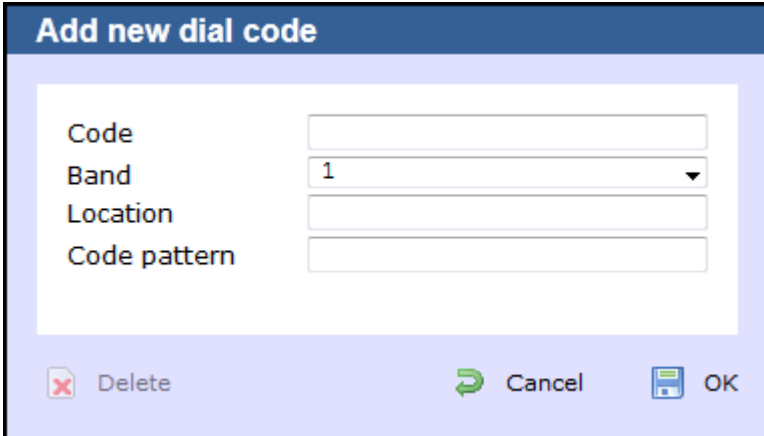 Add new dial code
Code
Band 1
Location
Code pattern
Delete Cancel OK